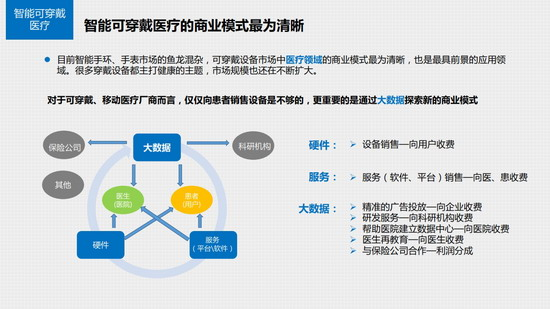 智能可穿戴
医疗
智能可穿戴医疗的商业模式最为清晰
目前智能手环、手表市场的鱼龙混杂，可穿戴设备市场中医疗领域的商业模式最为清晰，也是最具前景的应用领
域。很多穿戴设备都主打健康的主题，市场规模也还在不断扩大。
对于可穿戴、移动医疗厂商而言，仅仅向患者销售设备是不够的，更重要的是通过大数据探索新的商业模式
保险公司
大数据
科研机构
其他
医生
(医院)
患者
(用户)
硬件
服务
（平台\软件）
硬件：
设备销售—向用户收费
服务：
服务（软件、平台）销售—向医、患收费
大数据：
精准的广告投放—向企业收费
研发服务—向科研机构收费
帮助医院建立数据中心—向医院收费
医生再教育—向医生收费
与保险公司合作—利润分成